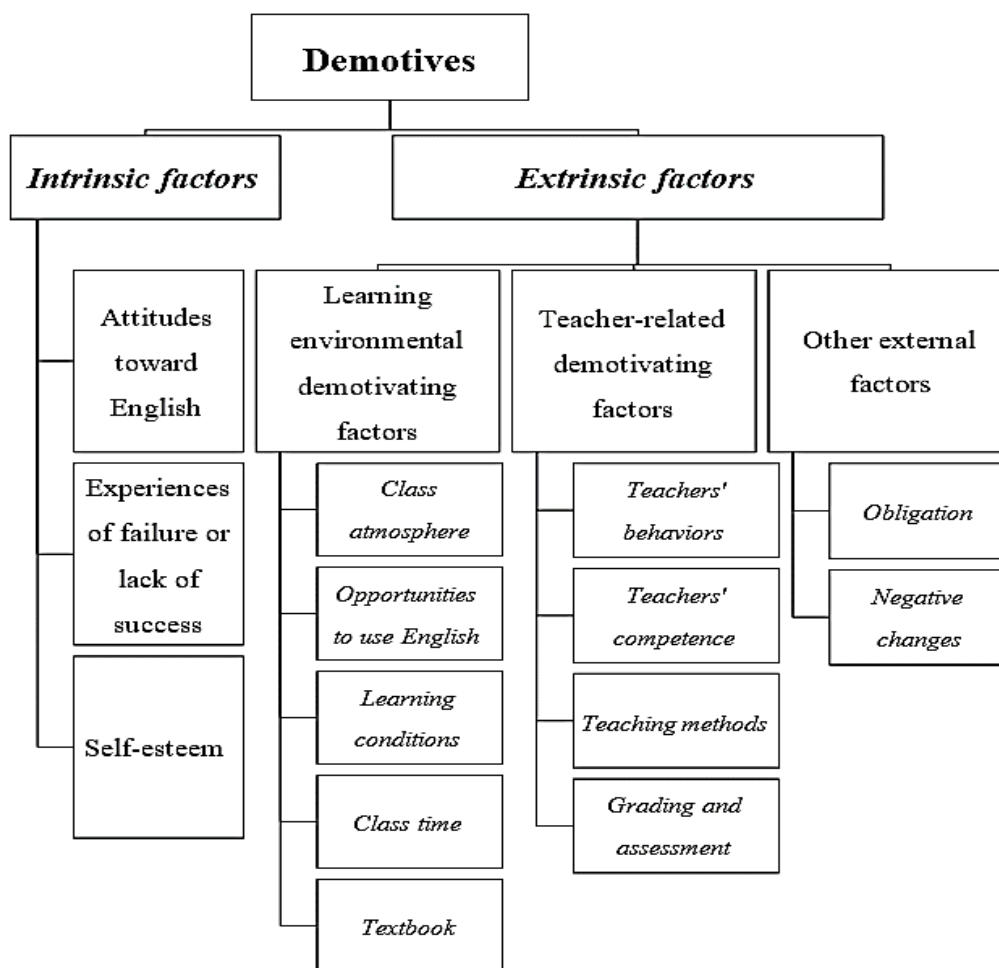 Demotives
Intrinsic factors
Extrinsic factors
Attitudes
toward
English
Experiences
of failure or
lack of
success
Self-esteem
Learning
environmental
demotivating
factors
Class
atmosphere
Opportunities
to use English
Learning
conditions
Class time
Textbook
Teacher-related
demotivating
factors
Teachers'
behaviors
Teachers'
competence
Teaching methods
Grading and
assessment
Other external
factors
Obligation
Negative
changes